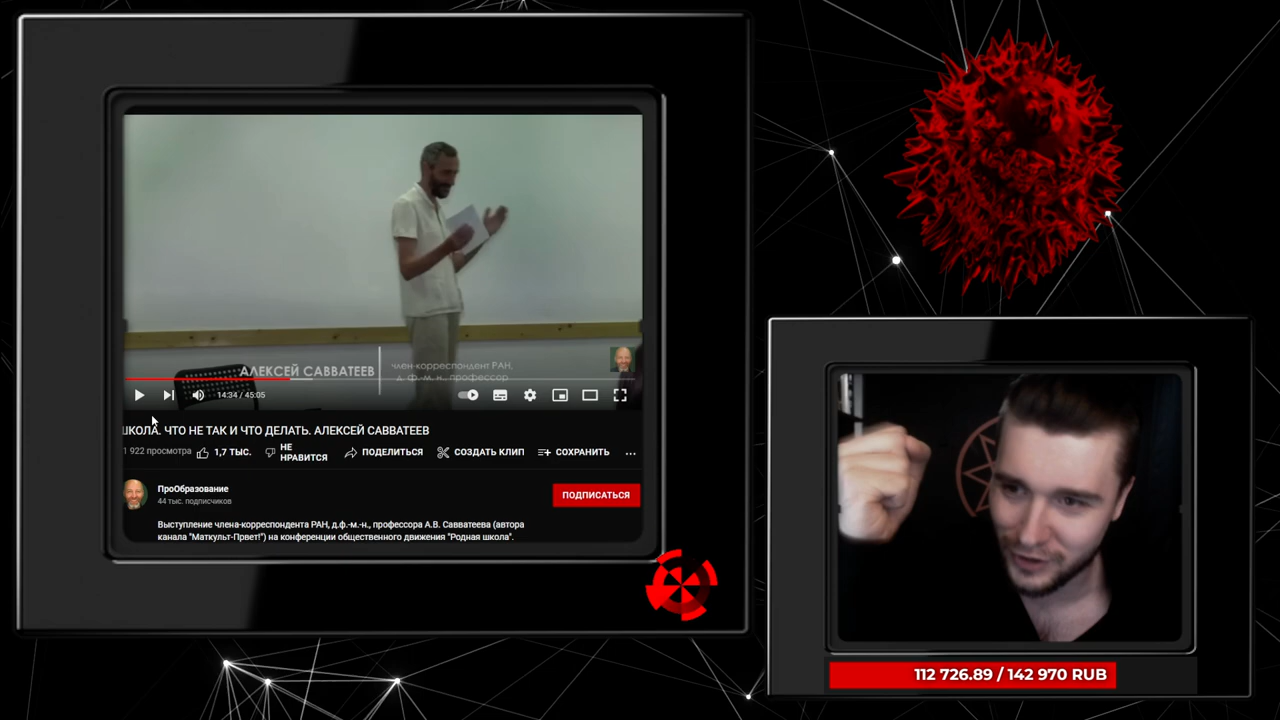 АЛЕКСЕЙ САВВАТЕЕВ
член-корреспондент РАН,
д. ф.-м. н., профессор
14:34 / 45:05
ШКОЛА. ЧТО НЕ ТАК И ЧТО ДЕЛАТЬ. АЛЕКСЕЙ САВВАТЕЕВ
1 922 просмотра
1,7 ТЫС.
НЕ
НРАВИТСЯ
ПОДЕЛИТЬСЯ
СОЗДАТЬ КЛИП
СОХРАНИТЬ
ПроОбразование
44 тыс. подписчиков
ПОДПИСАТЬСЯ
Выступление члена-корреспондента РАН, д.ф.-м.-н., профессора А.В. Савватеева (автора
канала "Маткульт-Првет!") на конференции общественного движения "Родная школа".
112 726.89 / 142 970 RUB